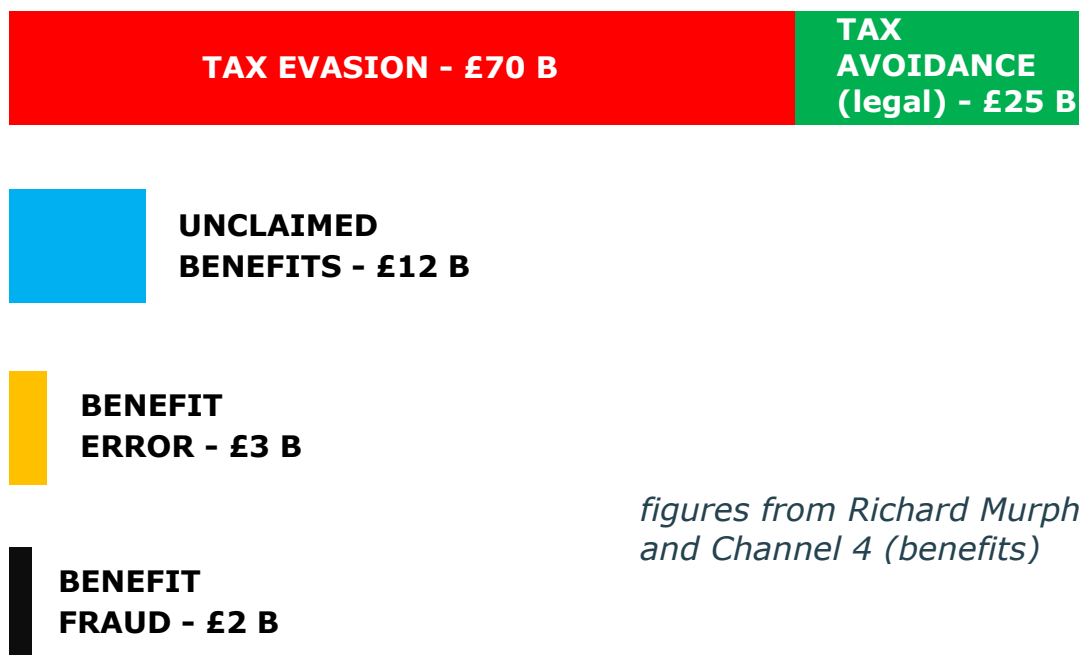 TAX EVASION - £70 B
TAX
AVOIDANCE
(legal) - £25 B
UNCLAIMED
BENEFITS - £12 B
BENEFIT
ERROR - £3 B
figures from Richard Murph
and Channel 4 (benefits)
BENEFIT
FRAUD - £2 B